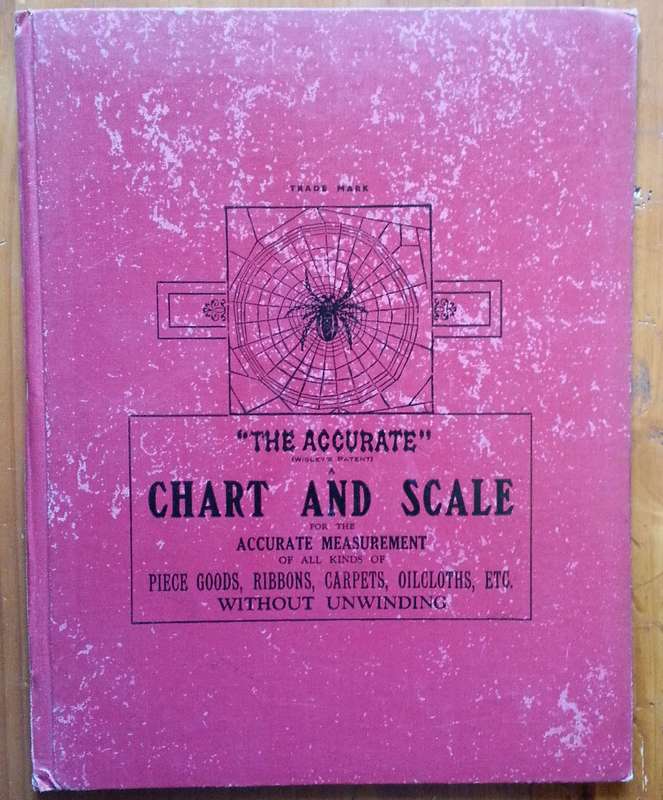 TRADE MARK
"THE ACCURATE"
(WIGLEY'S PATENT)
A
CHART AND SCALE
FOR THE
ACCURATE MEASUREMENT
OF ALL KINDS OF
PIECE GOODS, RIBBONS, CARPETS, OILCLOTHS, ETC.
WITHOUT UNWINDING